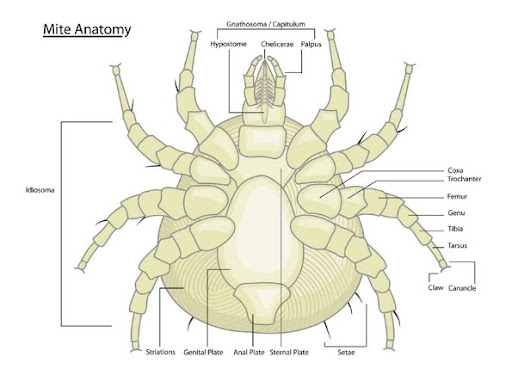 Mite Anatomy
Gnathosoma / Capitulum
Hypostome Chelicerae Palpus
Idiosoma
Coxa
Trochanter
Femur
Genu
Tibia
Tarsus
Claw Caruncle
Striations Genital Plate Anal Plate Sternal Plate Setae